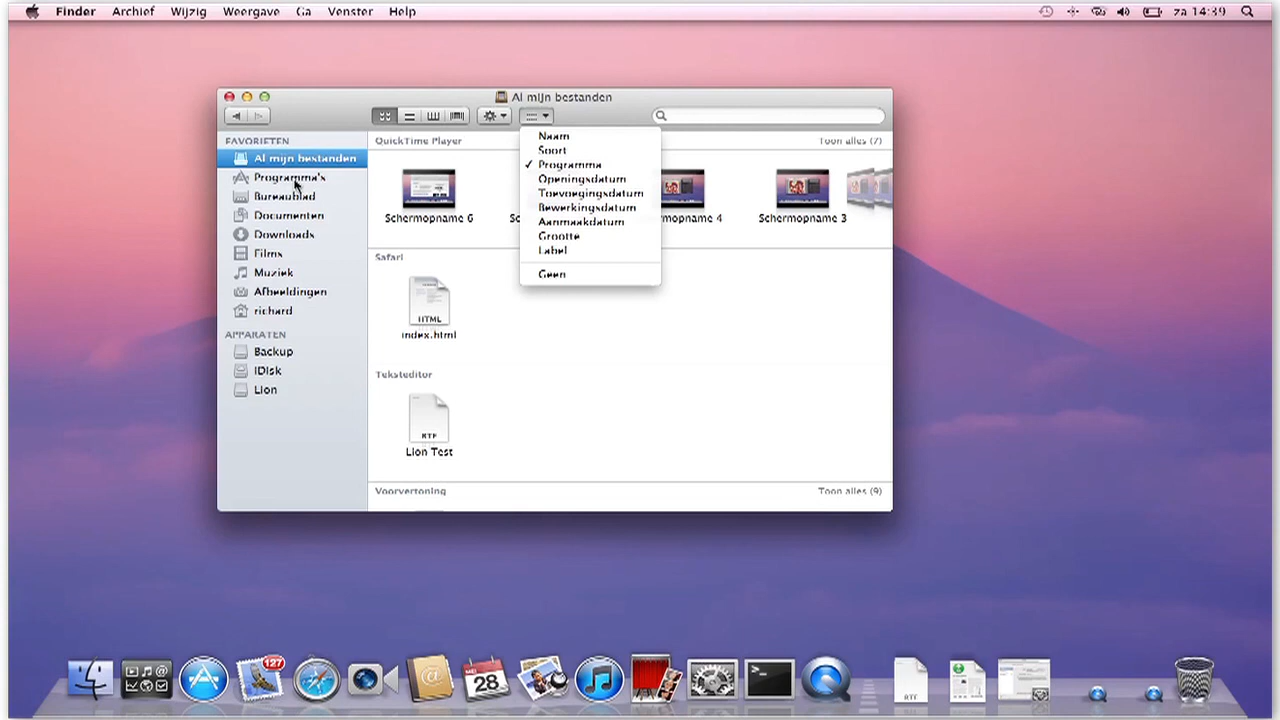 Finder Archief Wijzig Weergave Ga Venster Help
za 14:39
Al mijn bestanden
FAVORIETEN
Al mijn bestanden
Programma's
Bureaublad
Documenten
Downloads
Films
Muziek
Afbeeldingen
richard
APPARATEN
Backup
iDisk
Lion
Naam
Soort
✓ Programma
Openingsdatum
Toevoegingsdatum
Bewerkingsdatum
Aanmaakdatum
Grootte
Label
Geen
QuickTime Player Toon alles (7)
Schermopname 6
Schermopname 3
Safari
HTML
index.html
Teksteditor
RTF
Lion Test
Voorvertoning Toon alles (9)
127
28
RTF